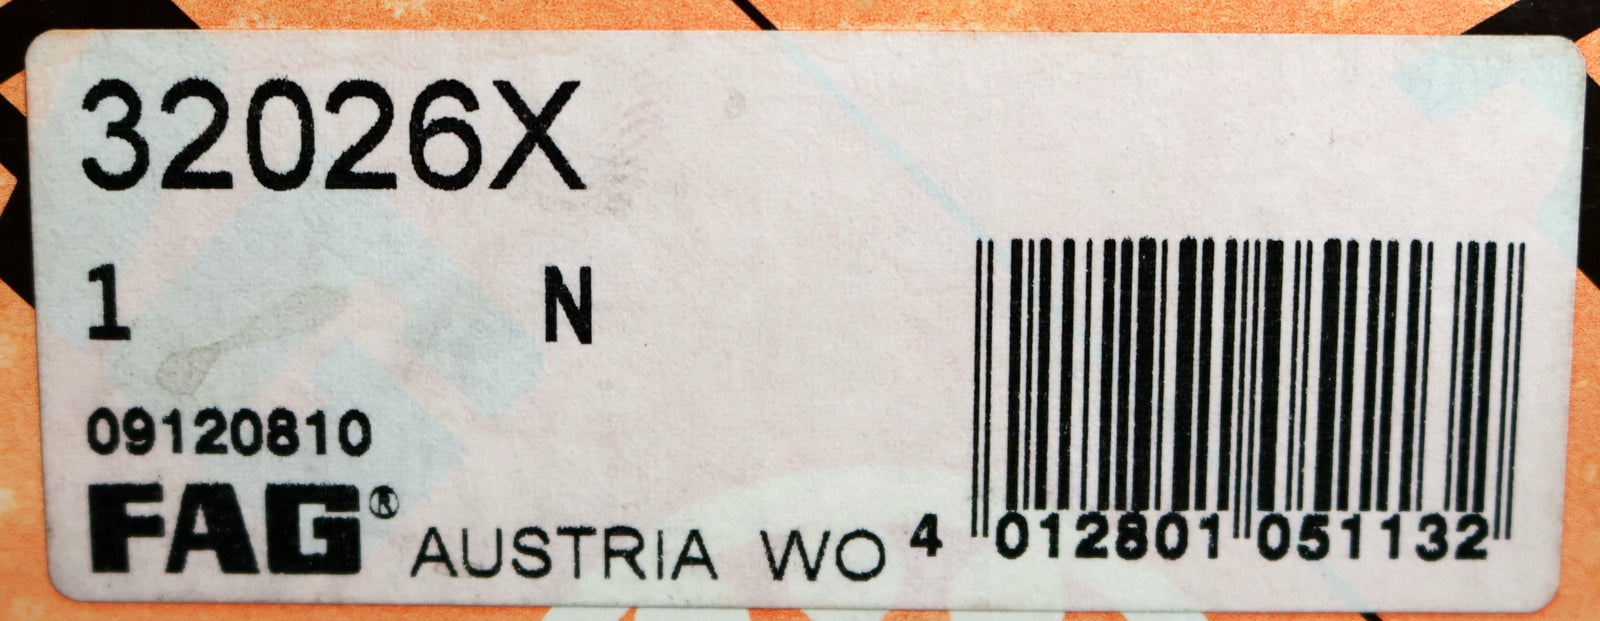 32026X
1 N
09120810
FAG® AUSTRIA WO
4 012801 051132